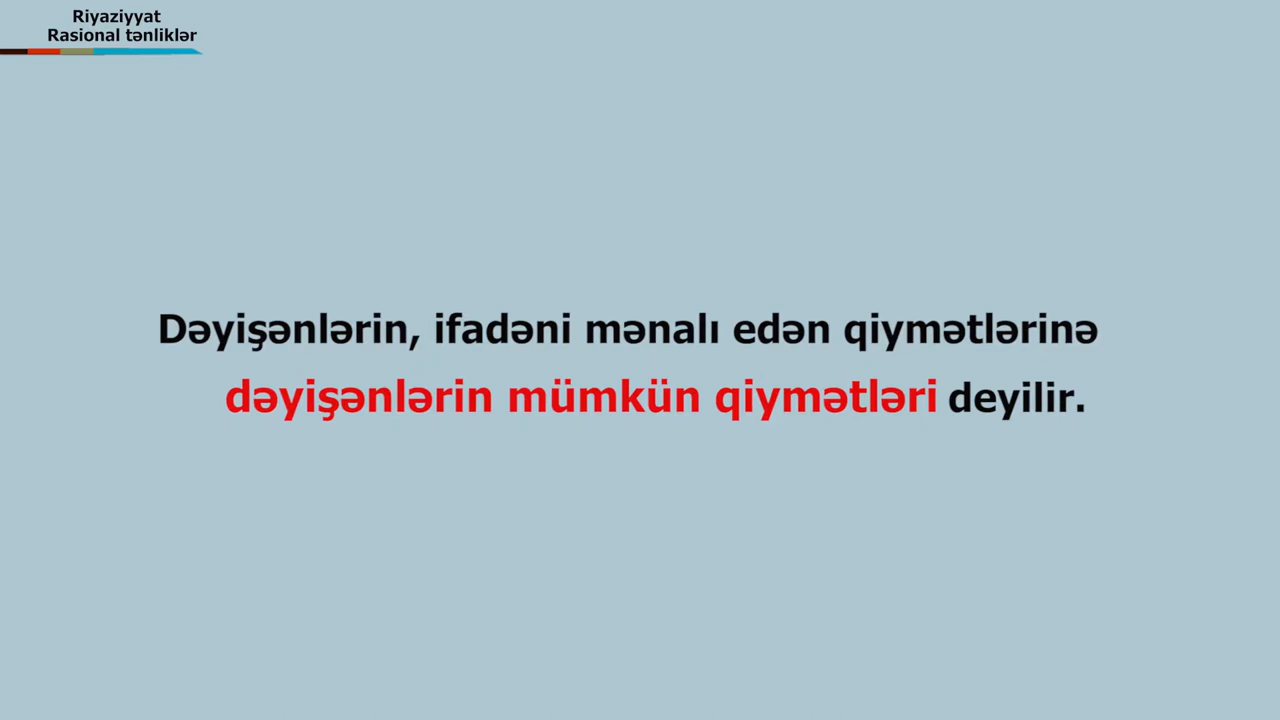 Riyaziyyat
Rasional tənliklər
Dəyişənlərin, ifadəni mənalı edən qiymətlərinə
dəyişənlərin mümkün qiymətləri deyilir.